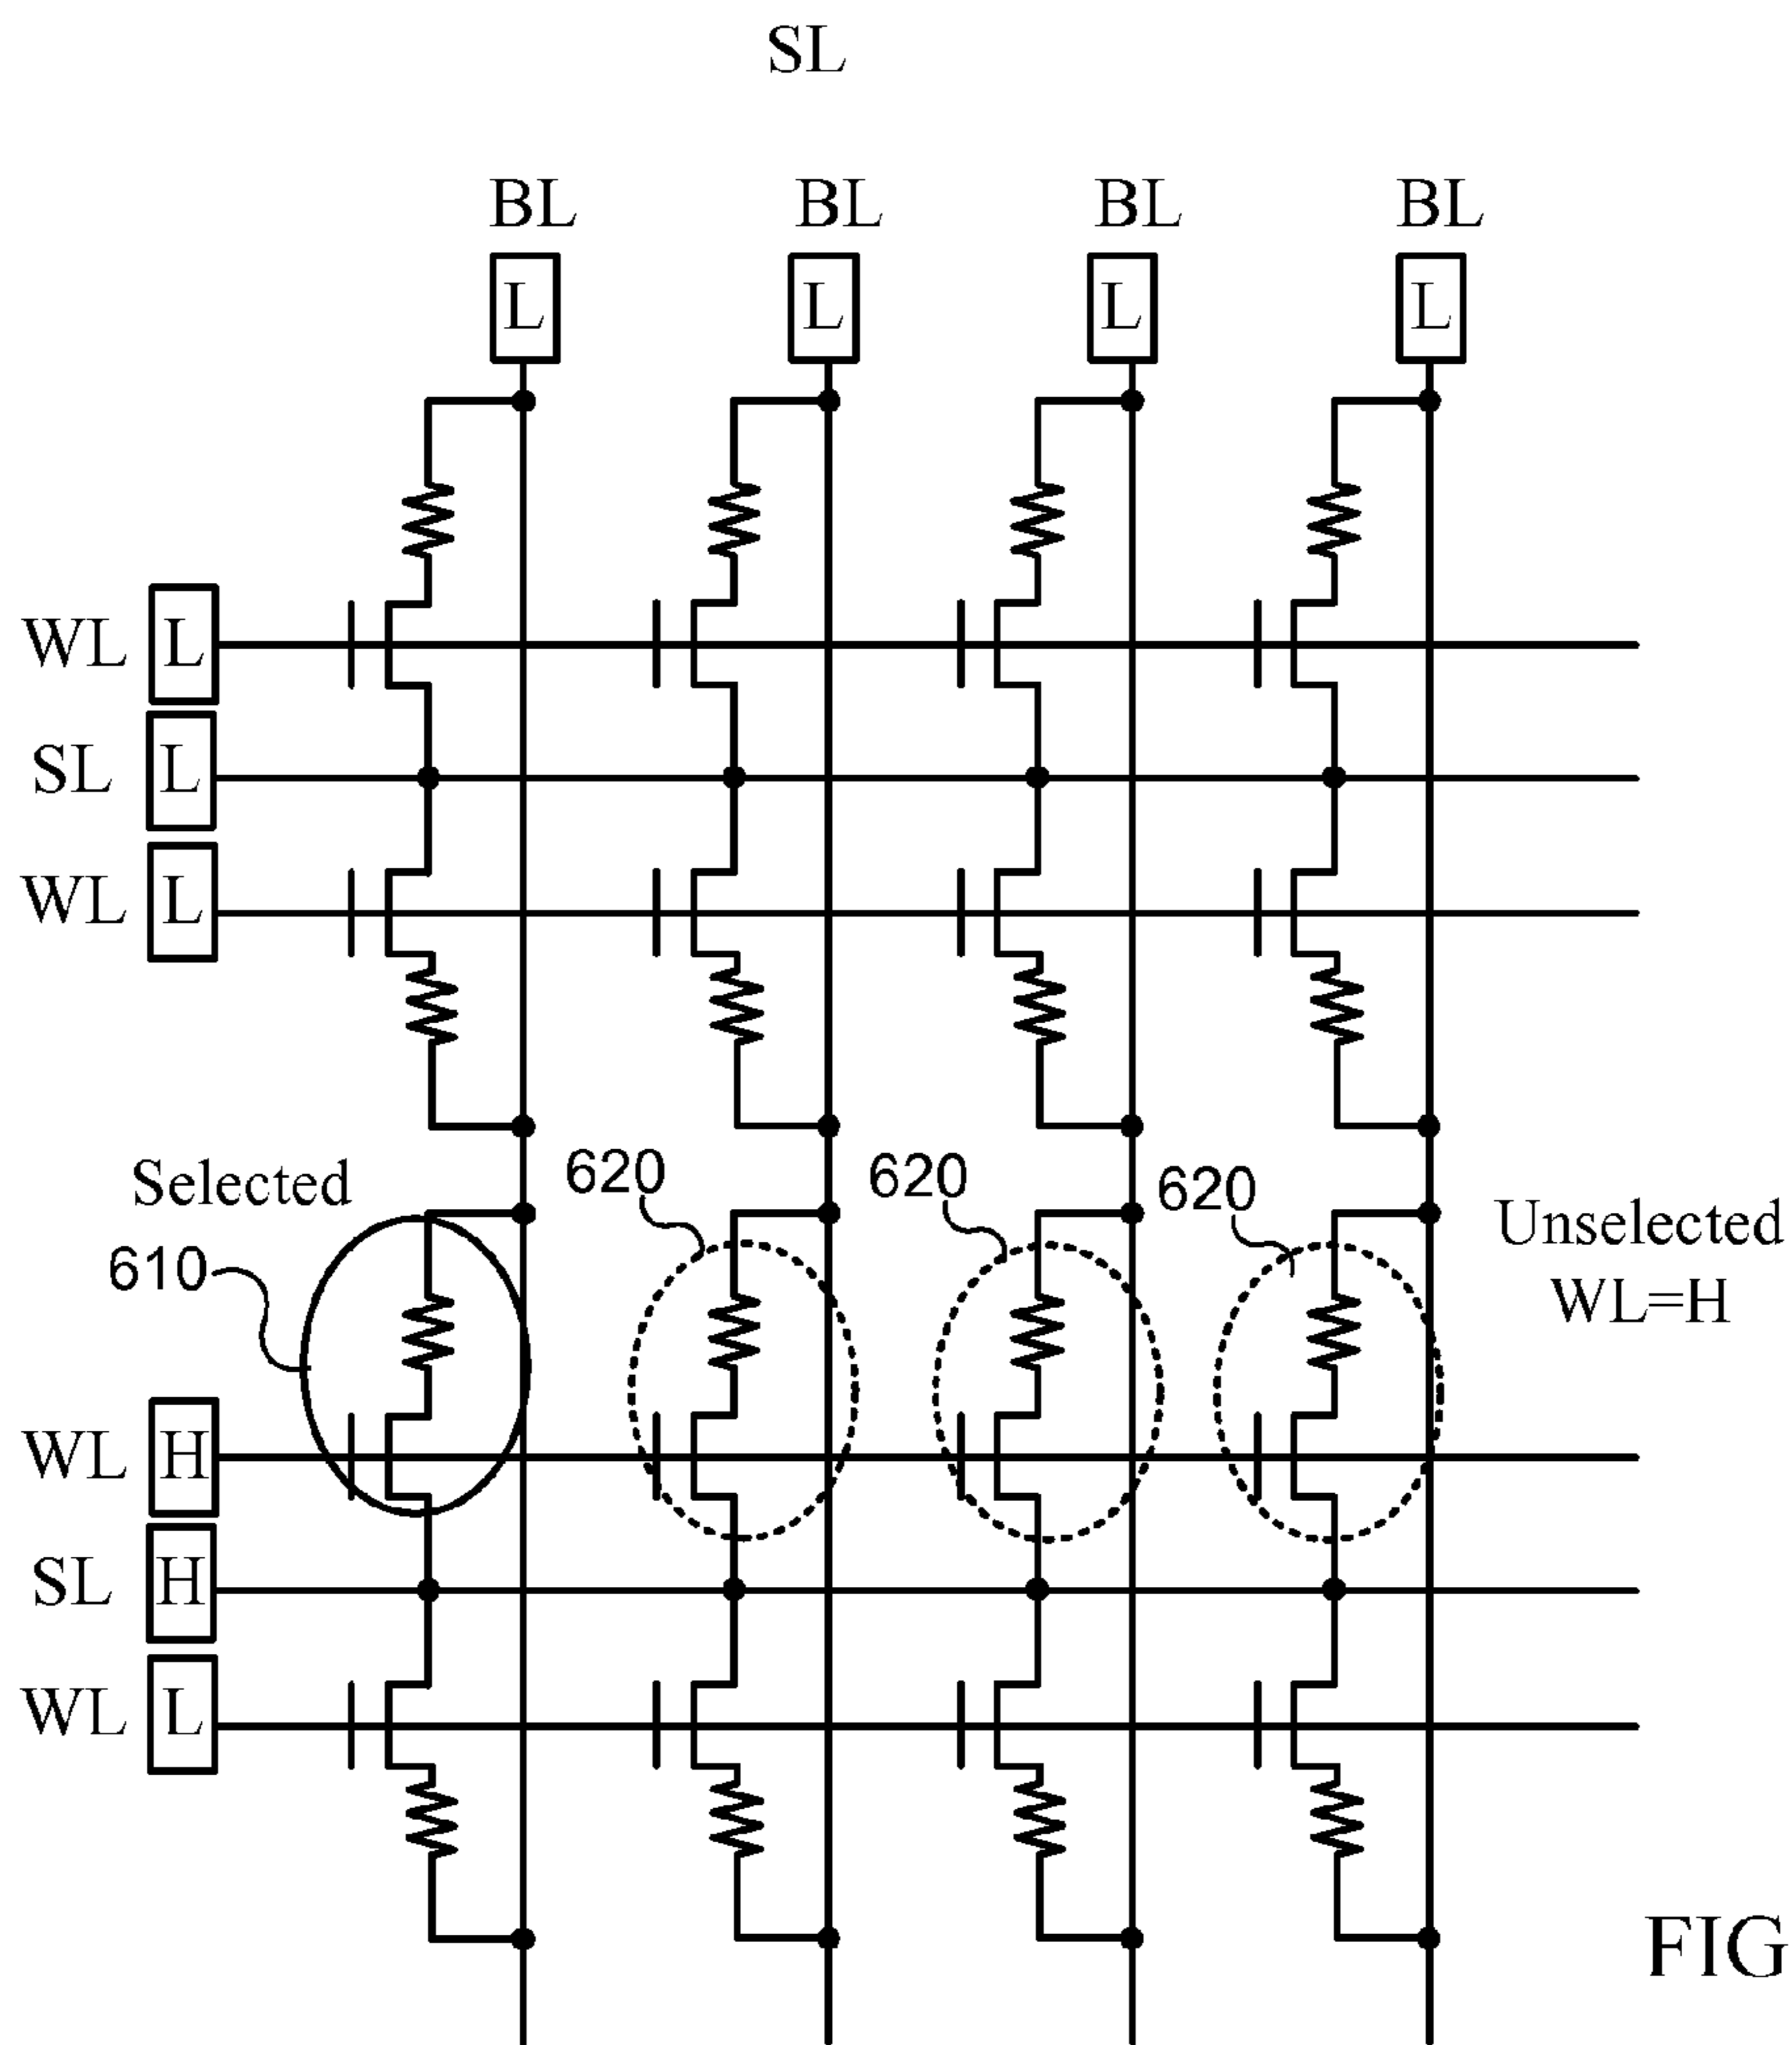 SL
BL BL BL BL
L L L L
WL L
SL L
WL L
Selected 620 620 620 Unselected
610 WL=H
WL H
SL H
WL L
FIG